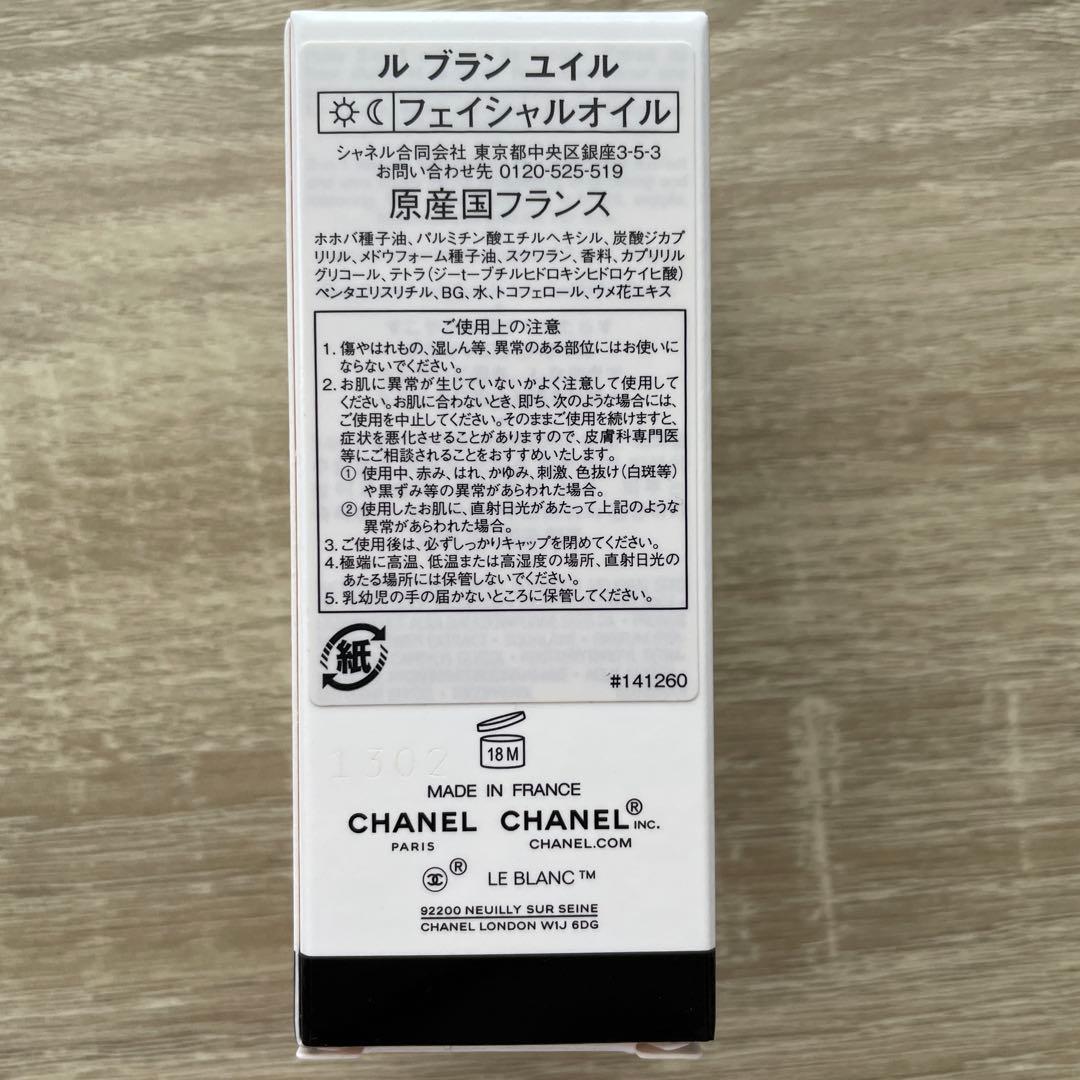 ル ブラン ユイル
フェイシャルオイル
シャネル合同会社 東京都中央区銀座3-5-3
お問い合わせ先 0120-525-519
原産国フランス
ホホバ種子油、パルミチン酸エチルヘキシル、炭酸ジカプ
リリル、メドウフォーム種子油、スクワラン、香料、カプリリル
グリコール、テトラ(ジーtーブチルヒドロキシヒドロケイヒ酸)
ペンタエリスリチル、BG、水、トコフェロール、ウメ花エキス
ご使用上の注意
1. 傷やはれもの、湿しん等、異常のある部位にはお使いに
ならないでください。
2. お肌に異常が生じていないかよく注意して使用して
ください。お肌に合わないとき、即ち、次のような場合には、
ご使用を中止してください。そのままご使用を続けますと、
症状を悪化させることがありますので、皮膚科専門医
等にご相談されることをおすすめいたします。
① 使用中、赤み、はれ、かゆみ、刺激、色抜け(白斑等)
や黒ずみ等の異常があらわれた場合。
② 使用したお肌に、直射日光があたって上記のような
異常があらわれた場合。
3. ご使用後は、必ずしっかりキャップを閉めてください。
4. 極端に高温、低温または高湿度の場所、直射日光の
あたる場所には保管しないでください。
5. 乳幼児の手の届かないところに保管してください。
紙
#141260
18M
1302
MADE IN FRANCE
CHANEL CHANEL® INC.
PARIS CHANEL.COM
® LE BLANC™
92200 NEUILLY SUR SEINE
CHANEL LONDON W1J 6DG